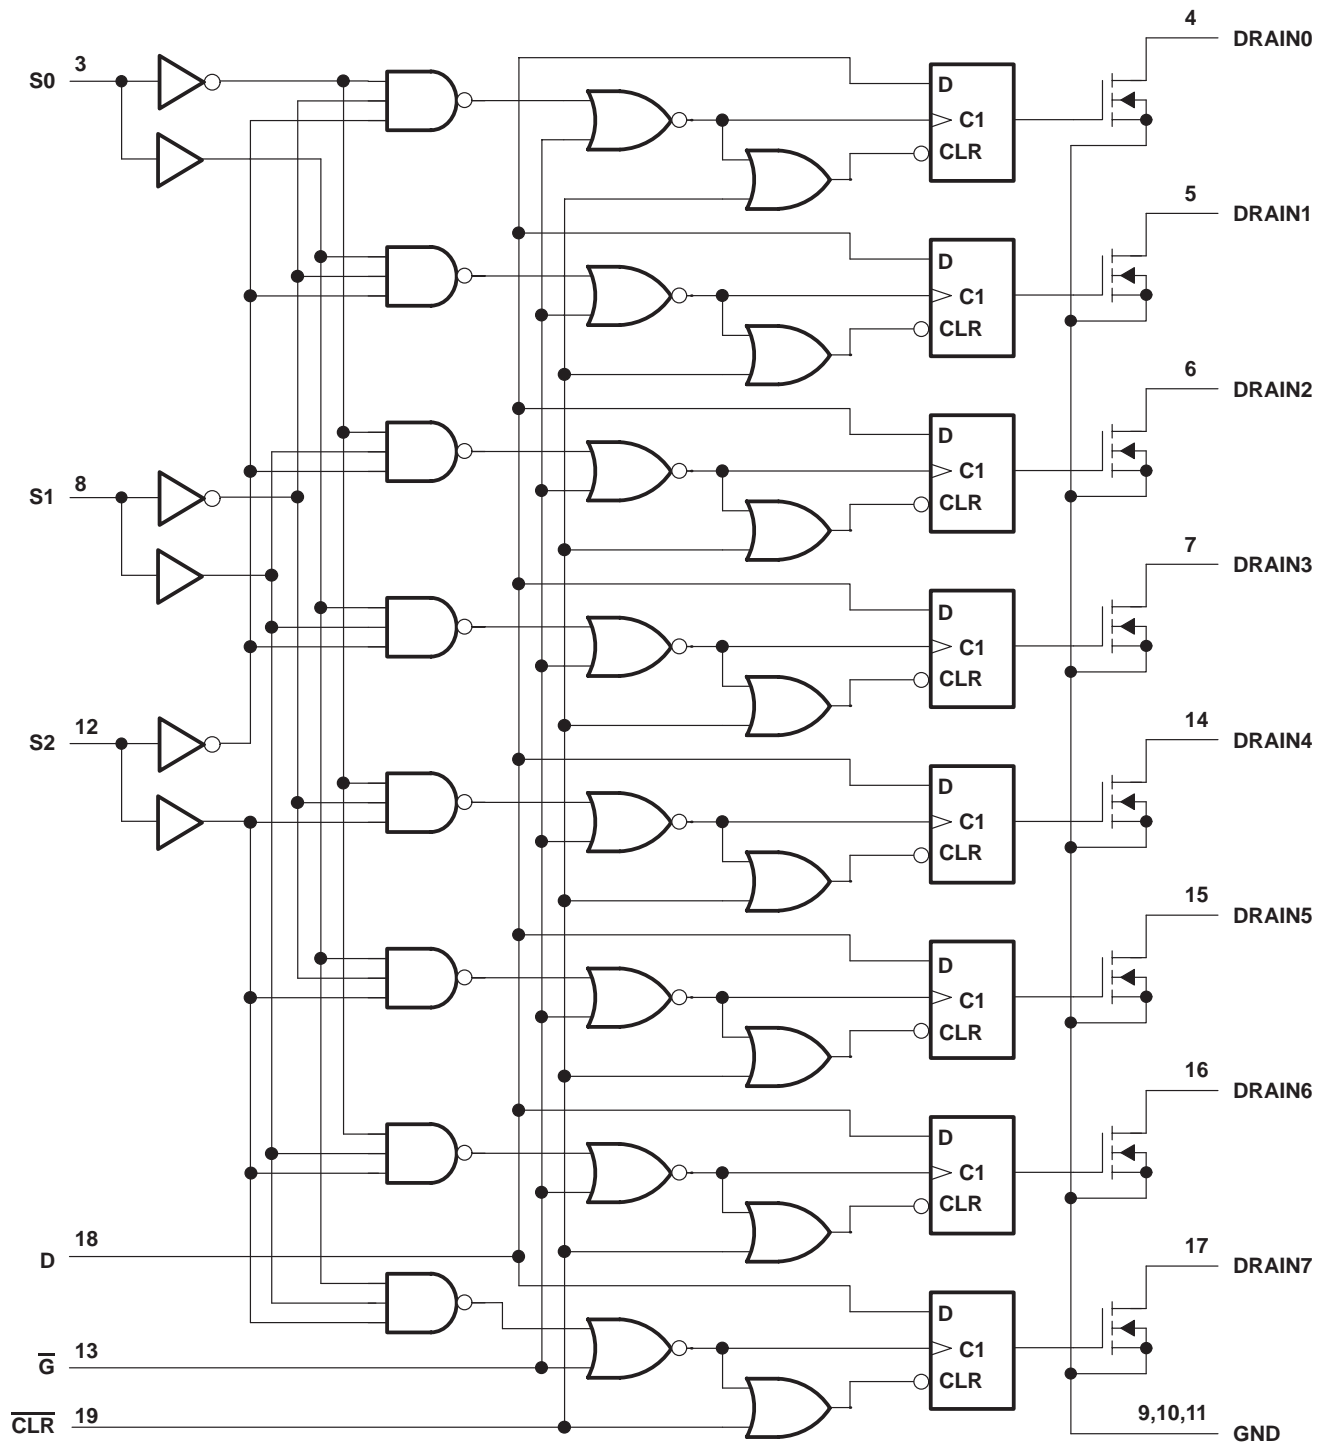 4
DRAIN0
S0 3
D
C1
CLR
5
DRAIN1
D
C1
CLR
6
DRAIN2
D
C1
CLR
S1 8
7
DRAIN3
D
C1
CLR
S2 12
14
DRAIN4
D
C1
CLR
15
DRAIN5
D
C1
CLR
16
DRAIN6
D
C1
CLR
D 18
17
DRAIN7
D
C1
CLR
G̅ 13
C̅L̅R̅ 19
9,10,11
GND